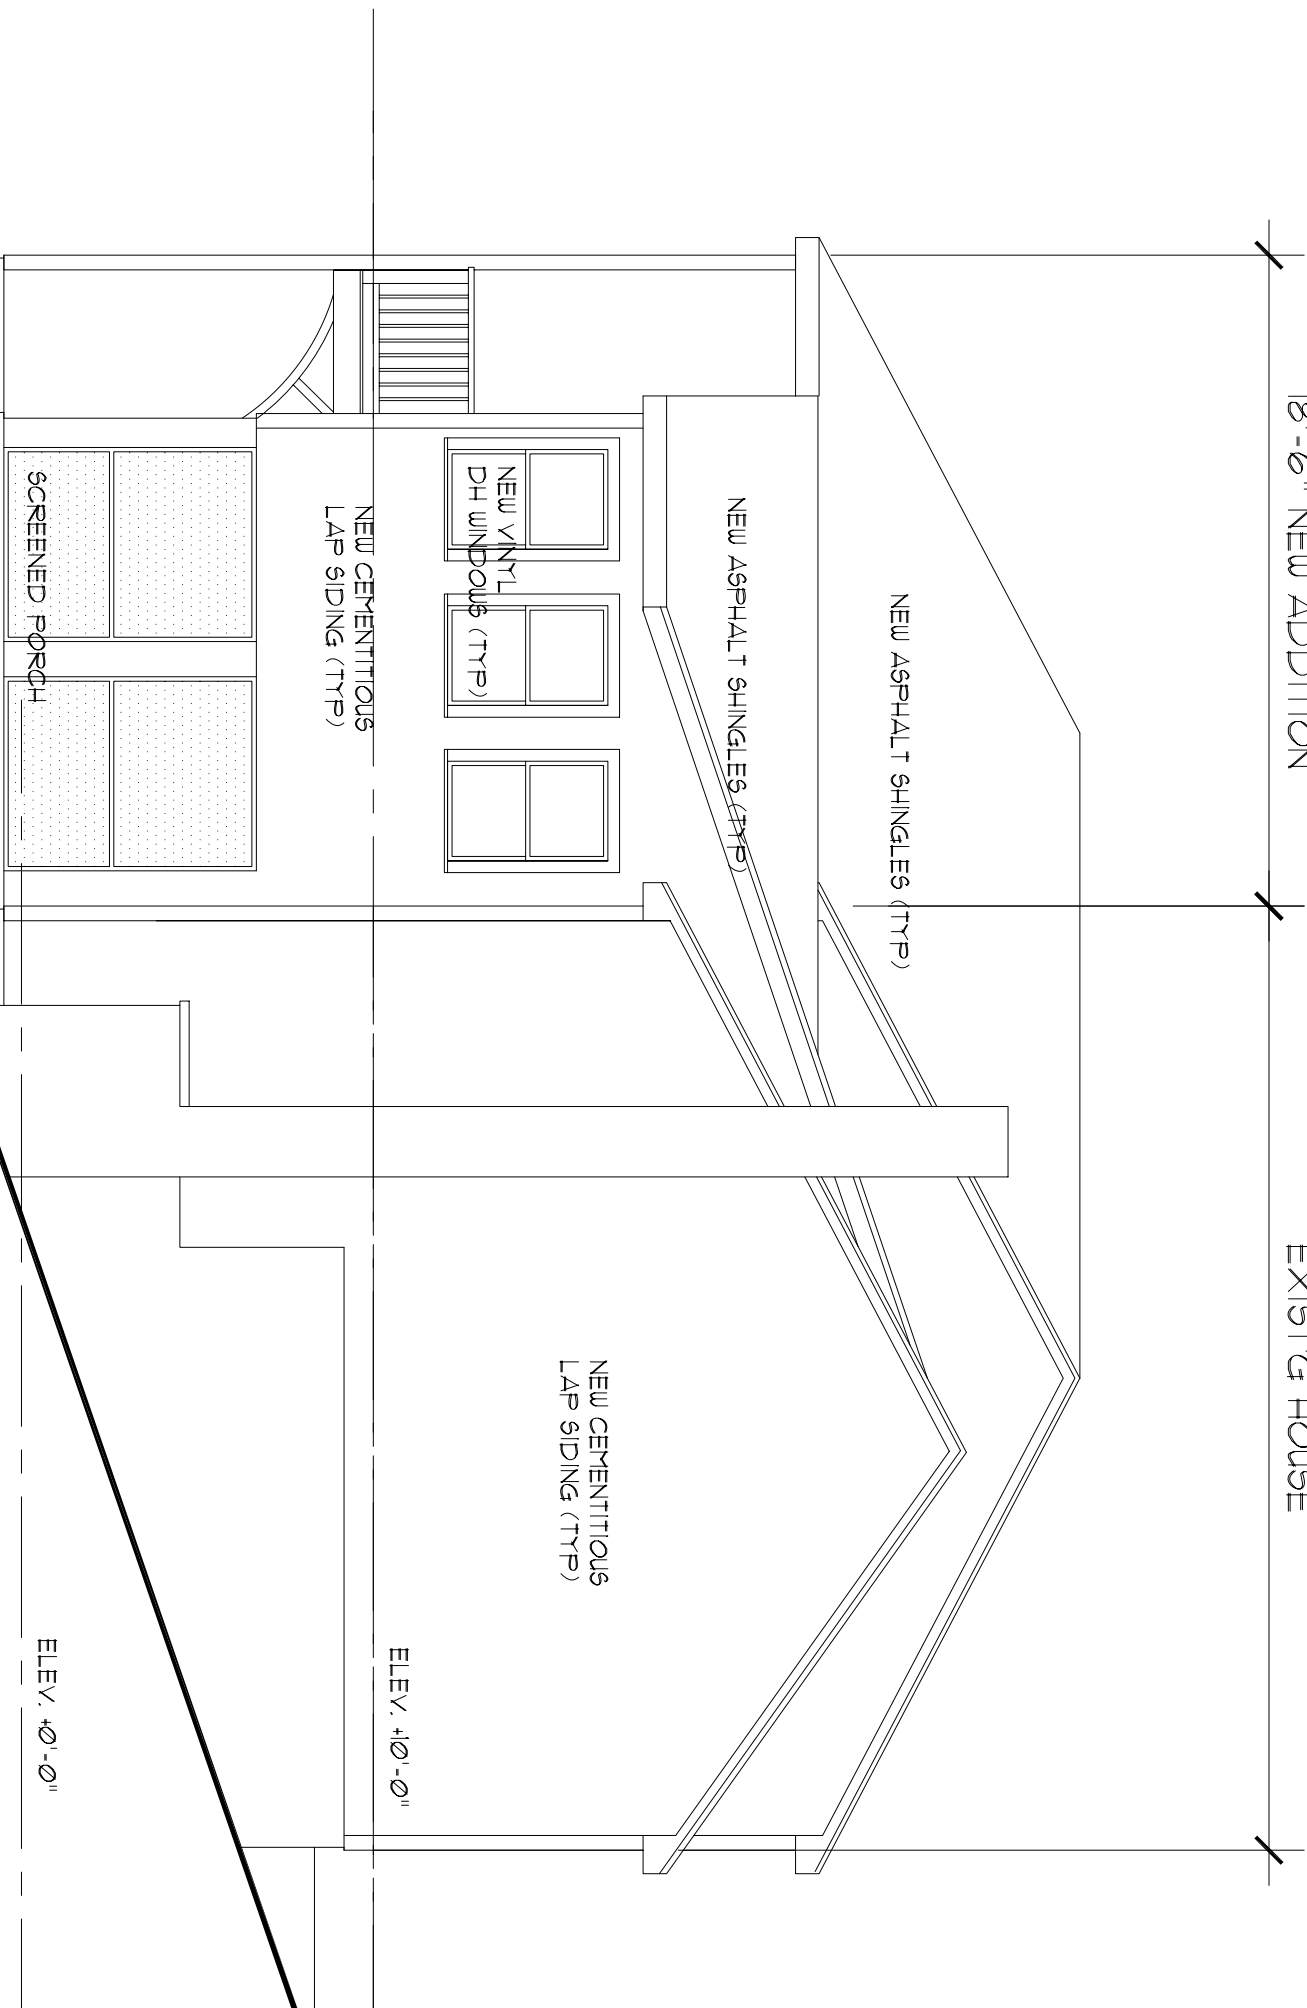 18'-6" NEW ADDITION
EXIST'G HOUSE
NEW ASPHALT SHINGLES (TYP)
NEW ASPHALT SHINGLES (TYP)
NEW VINYL
DH WINDOWS (TYP)
NEW CEMENTITIOUS
LAP SIDING (TYP)
NEW CEMENTITIOUS
LAP SIDING (TYP)
ELEV. +10'-0"
SCREENED PORCH
ELEV. +0'-0"